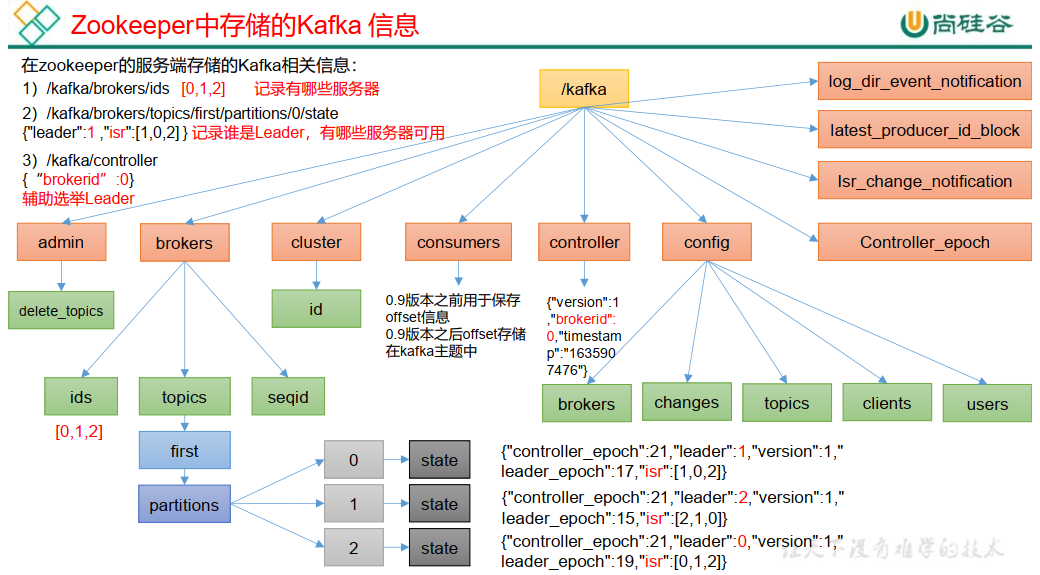 Zookeeper中存储的Kafka 信息
尚硅谷
在zookeeper的服务端存储的Kafka相关信息：
1）/kafka/brokers/ids [0,1,2] 记录有哪些服务器
2）/kafka/brokers/topics/first/partitions/0/state
{"leader":1 ,"isr":[1,0,2] } 记录谁是Leader，有哪些服务器可用
3）/kafka/controller
{“brokerid”:0}
辅助选举Leader
/kafka
log_dir_event_notification
latest_producer_id_block
Isr_change_notification
Controller_epoch
admin
brokers
cluster
consumers
controller
config
delete_topics
id
0.9版本之前用于保存
offset信息
0.9版本之后offset存储
在kafka主题中
{"version":1
,"brokerid":
0,"timestam
p":"163590
7476"}
ids
topics
seqid
brokers
changes
topics
clients
users
[0,1,2]
first
partitions
0
state
{"controller_epoch":21,"leader":1,"version":1,"
leader_epoch":17,"isr":[1,0,2]}
1
state
{"controller_epoch":21,"leader":2,"version":1,"
leader_epoch":15,"isr":[2,1,0]}
2
state
{"controller_epoch":21,"leader":0,"version":1,"
leader_epoch":19,"isr":[0,1,2]}
让天下没有难学的技术